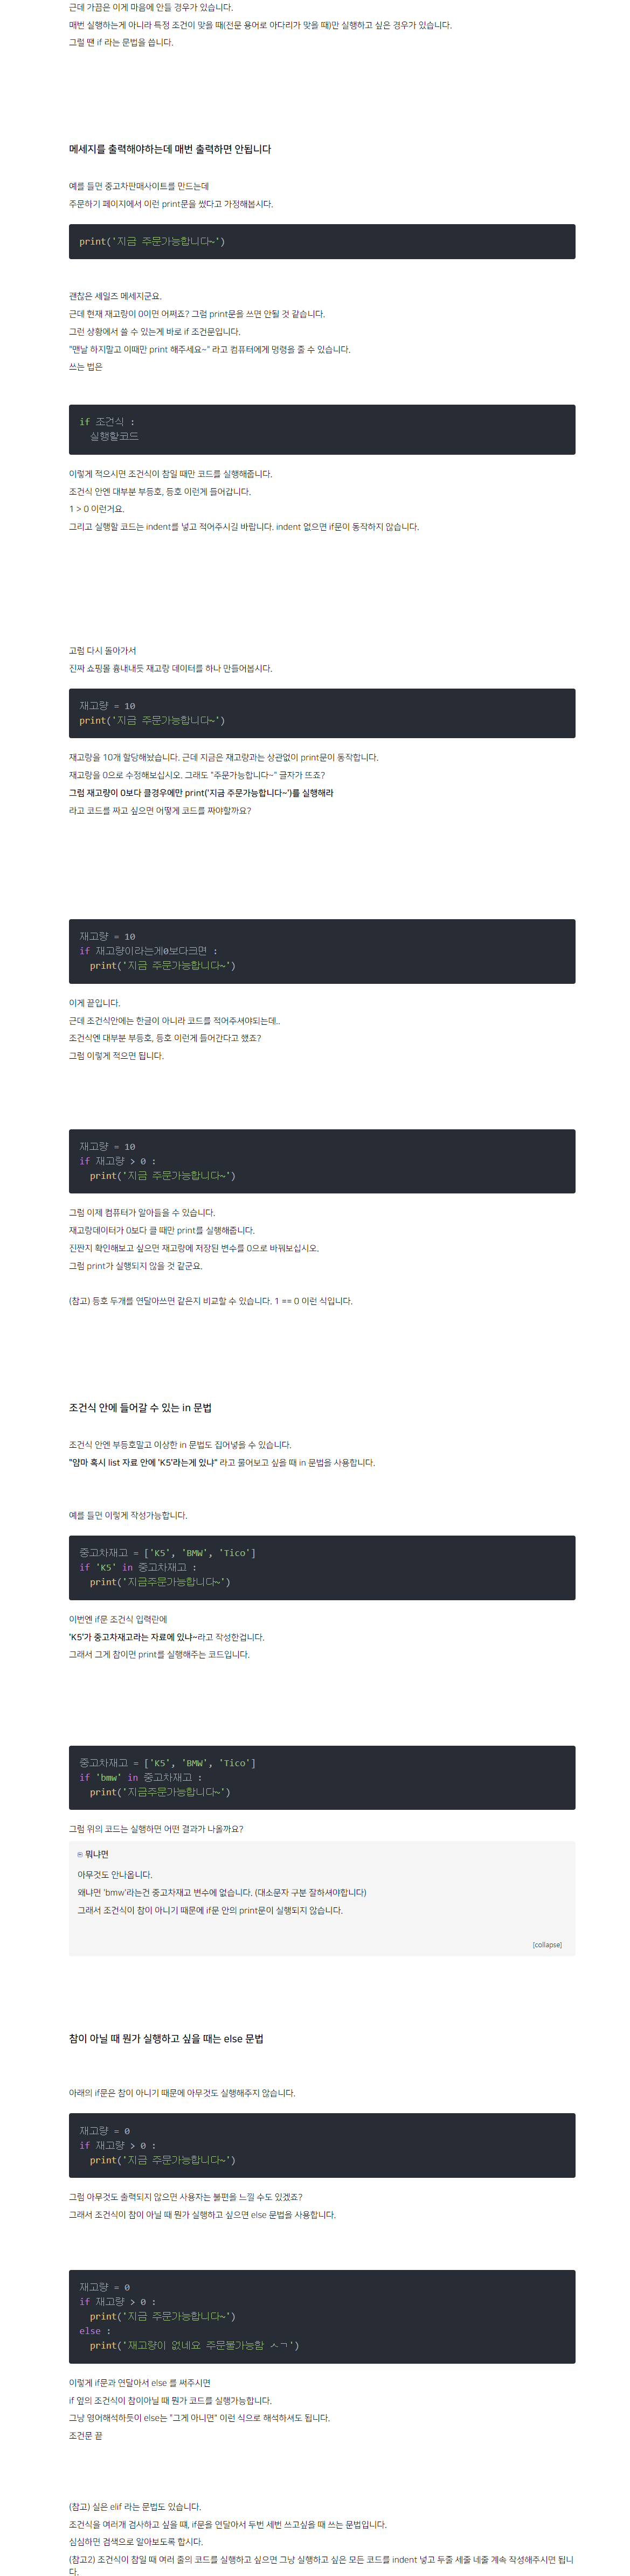 근데 가끔은 이게 마음에 안들 경우가 있습니다.
매번 실행하는게 아니라 특정 조건이 맞을 때(전문 용어로 아다리가 맞을 때)만 실행하고 싶은 경우가 있습니다.
그럴 땐 if 라는 문법을 씁니다.
메세지를 출력해야하는데 매번 출력하면 안됩니다
예를 들면 중고차판매사이트를 만드는데
주문하기 페이지에서 이런 print문을 썼다고 가정해봅시다.
print('지금 주문가능합니다~')
괜찮은 세일즈 메세지군요.
근데 현재 재고량이 0이면 어쩌죠? 그럼 print문을 쓰면 안될 것 같습니다.
그런 상황에서 쓸 수 있는게 바로 if 조건문입니다.
"맨날 하지말고 이때만 print 해주세요~" 라고 컴퓨터에게 명령을 줄 수 있습니다.
쓰는 법은
if 조건식 :
실행할코드
이렇게 적으시면 조건식이 참일 때만 코드를 실행해줍니다.
조건식 안엔 대부분 부등호, 등호 이런게 들어갑니다.
1 > 0 이런거요.
그리고 실행할 코드는 indent를 넣고 적어주시길 바랍니다. indent 없으면 if문이 동작하지 않습니다.
고럼 다시 돌아가서
진짜 쇼핑몰 흉내내듯 재고량 데이터를 하나 만들어봅시다.
재고량 = 10
print('지금 주문가능합니다~')
재고량을 10개 할당해놨습니다. 근데 지금은 재고량과는 상관없이 print문이 동작합니다.
재고량을 0으로 수정해보십시오. 그래도 "주문가능합니다~" 글자가 뜨죠?
그럼 재고량이 0보다 클경우에만 print('지금 주문가능합니다~')를 실행해라
라고 코드를 짜고 싶으면 어떻게 코드를 짜야할까요?
재고량 = 10
if 재고량이라는게0보다크면 :
print('지금 주문가능합니다~')
이게 끝입니다.
근데 조건식안에는 한글이 아니라 코드를 적어주셔야되는데..
조건식엔 대부분 부등호, 등호 이런게 들어간다고 했죠?
그럼 이렇게 적으면 됩니다.
재고량 = 10
if 재고량 > 0 :
print('지금 주문가능합니다~')
그럼 이제 컴퓨터가 알아들을 수 있습니다.
재고량데이터가 0보다 클 때만 print를 실행해줍니다.
진짠지 확인해보고 싶으면 재고량에 저장된 변수를 0으로 바꿔보십시오.
그럼 print가 실행되지 않을 것 같군요.
(참고) 등호 두개를 연달아쓰면 같은지 비교할 수 있습니다. 1 == 0 이런 식입니다.
조건식 안에 들어갈 수 있는 in 문법
조건식 안엔 부등호말고 이상한 in 문법도 집어넣을 수 있습니다.
"얌마 혹시 list 자료 안에 'K5'라는게 있냐" 라고 물어보고 싶을 때 in 문법을 사용합니다.
예를 들면 이렇게 작성가능합니다.
중고차재고 = ['K5', 'BMW', 'Tico']
if 'K5' in 중고차재고 :
print('지금주문가능합니다~')
이번엔 if문 조건식 입력란에
'K5'가 중고차재고라는 자료에 있냐~라고 작성한겁니다.
그래서 그게 참이면 print를 실행해주는 코드입니다.
중고차재고 = ['K5', 'BMW', 'Tico']
if 'bmw' in 중고차재고 :
print('지금주문가능합니다~')
그럼 위의 코드는 실행하면 어떤 결과가 나올까요?
뭐냐면
아무것도 안나옵니다.
왜냐면 'bmw'라는건 중고차재고 변수에 없습니다. (대소문자 구분 잘하셔야합니다)
그래서 조건식이 참이 아니기 때문에 if문 안의 print문이 실행되지 않습니다.
[collapse]
참이 아닐 때 뭔가 실행하고 싶을 때는 else 문법
아래의 if문은 참이 아니기 때문에 아무것도 실행해주지 않습니다.
재고량 = 0
if 재고량 > 0 :
print('지금 주문가능합니다~')
그럼 아무것도 출력되지 않으면 사용자는 불편을 느낄 수도 있겠죠?
그래서 조건식이 참이 아닐 때 뭔가 실행하고 싶으면 else 문법을 사용합니다.
재고량 = 0
if 재고량 > 0 :
print('지금 주문가능합니다~')
else :
print('재고량이 없네요 주문불가능함 ㅅㄱ')
이렇게 if문과 연달아서 else 를 써주시면
if 옆의 조건식이 참이아닐 때 뭔가 코드를 실행가능합니다.
그냥 영어해석하듯이 else는 "그게 아니면" 이런 식으로 해석하셔도 됩니다.
조건문 끝
(참고) 실은 elif 라는 문법도 있습니다.
조건식을 여러개 검사하고 싶을 때, if문을 연달아서 두번 세번 쓰고싶을 때 쓰는 문법입니다.
심심하면 검색으로 알아보도록 합시다.
(참고2) 조건식이 참일 때 여러 줄의 코드를 실행하고 싶으면 그냥 실행하고 싶은 모든 코드를 indent 넣고 두줄 세줄 네줄 계속 작성해주시면 됩니
다.